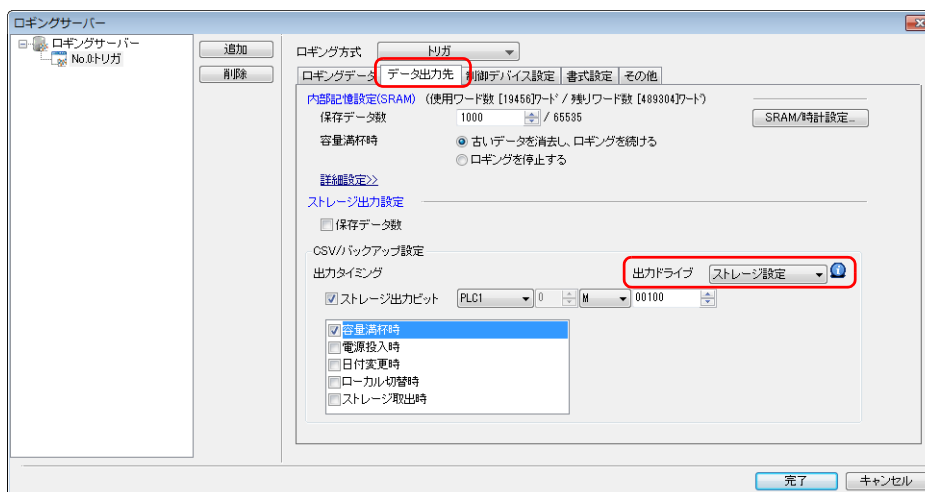 ロギングサーバー
ロギングサーバー
No.0:トリガ
追加
削除
ロギング方式 トリガ
ロギングデータ データ出力先 制御デバイス設定 書式設定 その他
内部記憶設定(SRAM) ((使用ワード数 [19456]ワード / 残りワード数 [489304]ワード)
保存データ数 1000 / 65535 SRAM/時計設定...
容量満杯時 古いデータを消去し、ロギングを続ける
ロギングを停止する
詳細設定>>
ストレージ出力設定
保存データ数
CSV/バックアップ設定
出力タイミング 出力ドライブ ストレージ設定
ストレージ出力ビット PLC1 0 M 00100
容量満杯時
電源投入時
日付変更時
ローカル切替時
ストレージ取出時
完了 キャンセル